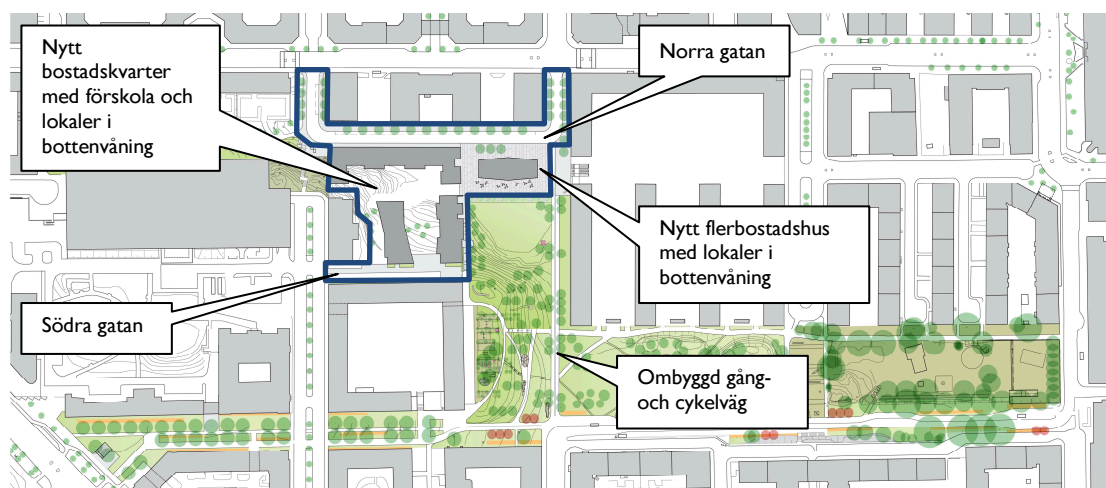 Nytt
bostadskvarter
med förskola och
lokaler i
bottenvåning
Norra gatan
Nytt flerbostadshus
med lokaler i
bottenvåning
Södra gatan
Ombyggd gång-
och cykelväg